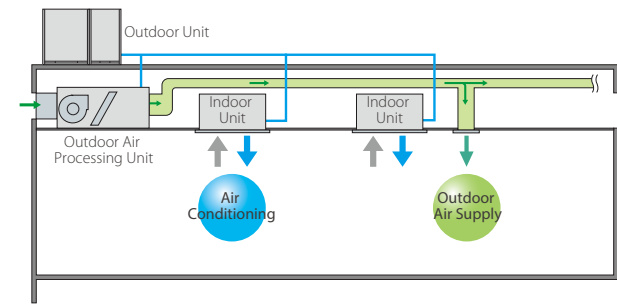 Outdoor Unit
Indoor
Unit
Indoor
Unit
Outdoor Air
Processing Unit
Air
Conditioning
Outdoor
Air Supply